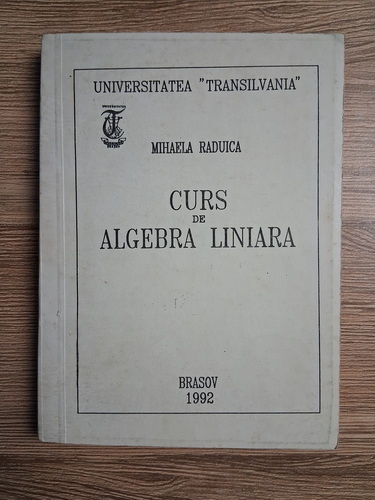 UNIVERSITATEA "TRANSILVANIA"
MIHAELA RADUICA
CURS
DE
ALGEBRA LINIARA
BRASOV
1992